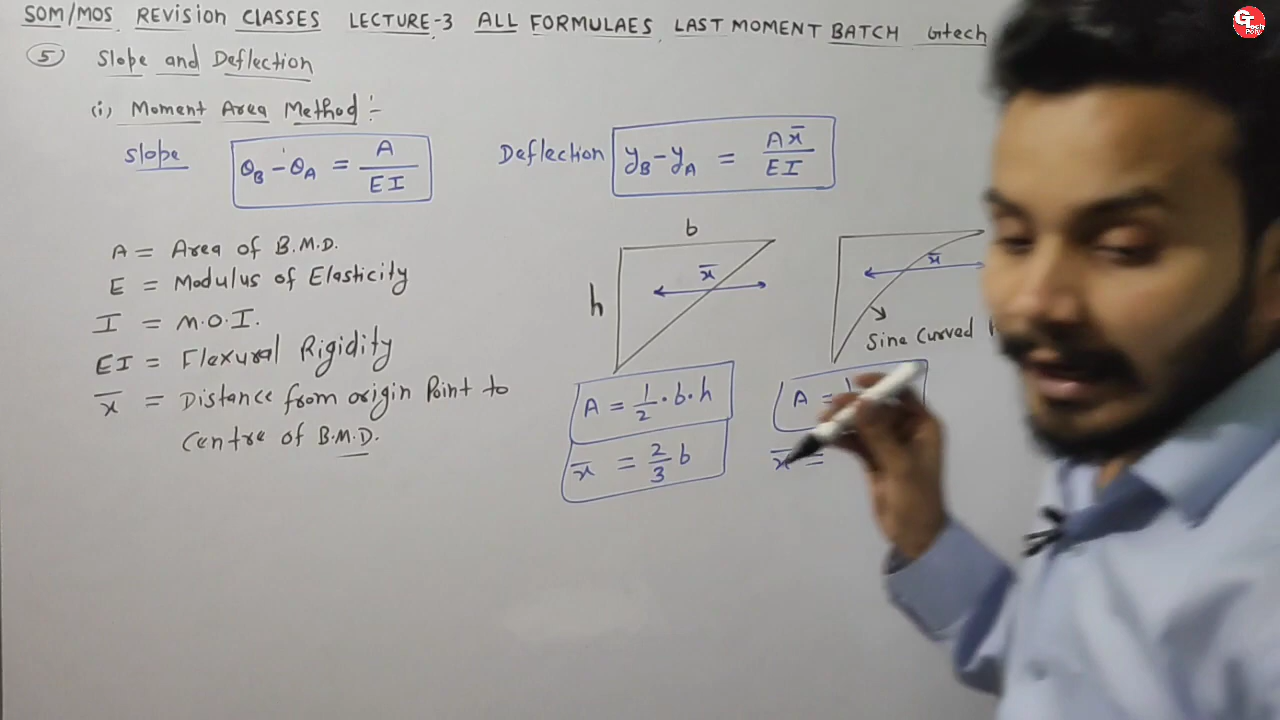 SOM/MOS REVISION CLASSES LECTURE-3 ALL FORMULAES LAST MOMENT BATCH Gtech
GT
PDF
5 Slope and Deflection
(i) Moment Area Method :-
Slope θB - θA = A/EI
Deflection yB - yA = Ax̄/EI
A = Area of B.M.D.
E = Modulus of Elasticity
I = M.O.I.
EI = Flexural Rigidity
x̄ = Distance from origin Point to
Centre of B.M.D.
b
h
x̄
A = 1/2 · b · h
x̄ = 2/3 b
x̄
Sine Curved
A =
x̄ =